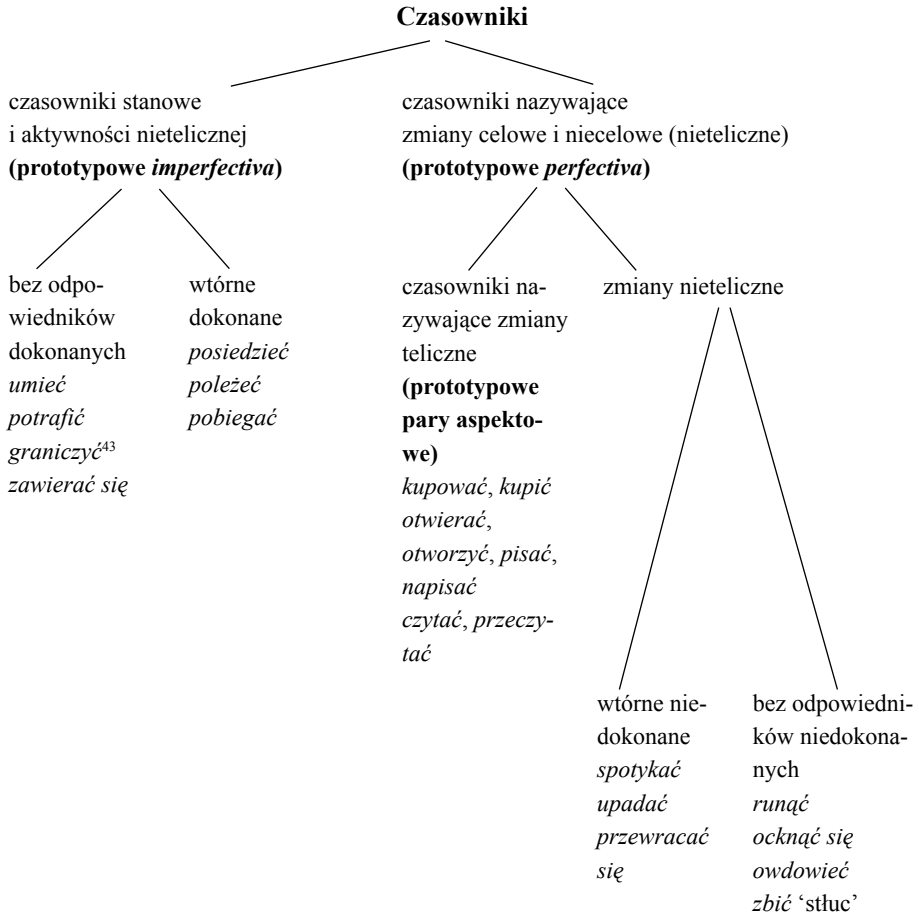 Czasowniki
czasowniki stanowe
i aktywności nietelicznej
(prototypowe imperfectiva)
czasowniki nazywające
zmiany celowe i niecelowe (nieteliczne)
(prototypowe perfectiva)
bez odpo-
wiedników
dokonanych
umieć
potrafić
graniczyć⁴³
zawierać się
wtórne
dokonane
posiedzieć
poleżeć
pobiegać
czasowniki na-
zywające zmiany
teliczne
(prototypowe
pary aspekto-
we)
kupować, kupić
otwierać,
otworzyć, pisać,
napisać
czytać, przeczy-
tać
zmiany nieteliczne
wtórne nie-
dokonane
spotykać
upadać
przewracać
się
bez odpowiedni-
ków niedokona-
nych
runąć
ocknąć się
owdowieć
zbić ‘stłuc’